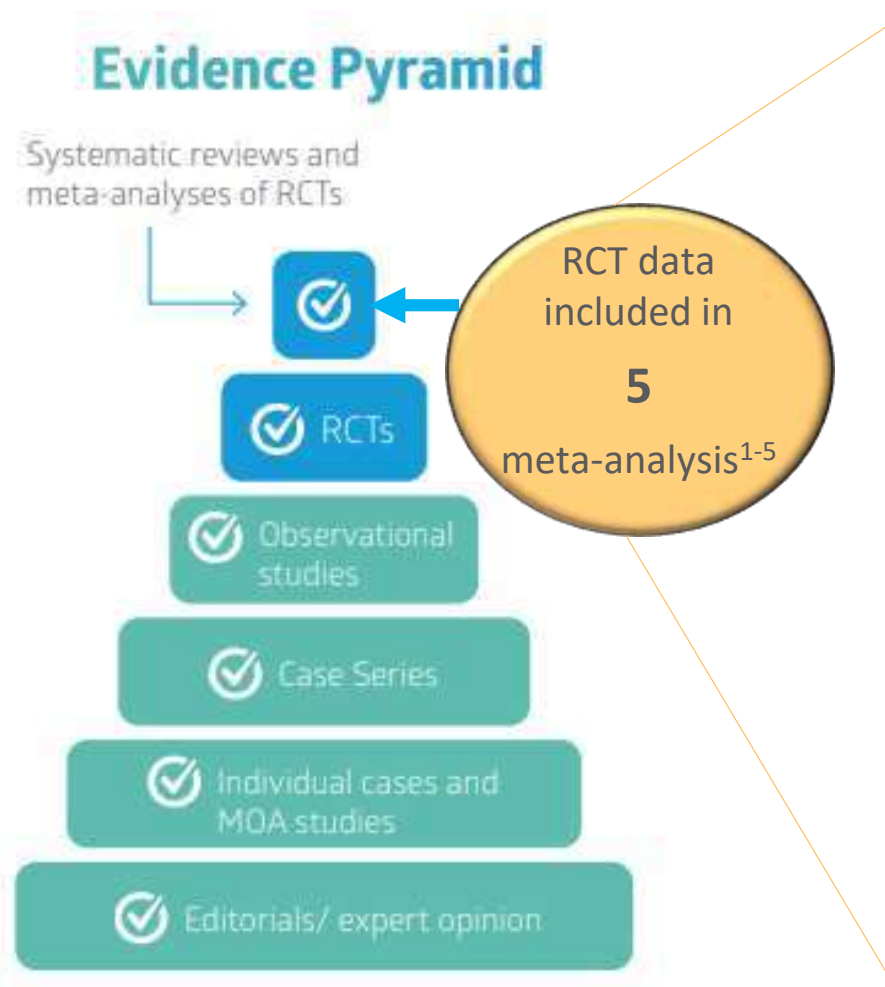 Evidence Pyramid
Systematic reviews and
meta-analyses of RCTs
RCT data
included in
5
meta-analysis¹⁻⁵
RCTs
Observational
studies
Case Series
Individual cases and
MOA studies
Editorials/ expert opinion